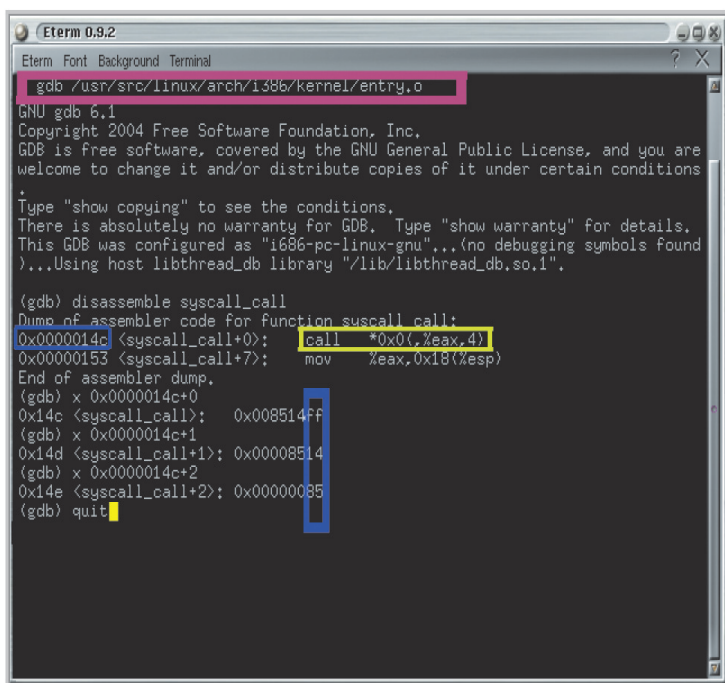 Eterm 0.9.2
Eterm Font Background Terminal ? X
gdb /usr/src/linux/arch/i386/kernel/entry.o
GNU gdb 6.1
Copyright 2004 Free Software Foundation, Inc.
GDB is free software, covered by the GNU General Public License, and you are
welcome to change it and/or distribute copies of it under certain conditions
.
Type "show copying" to see the conditions.
There is absolutely no warranty for GDB.  Type "show warranty" for details.
This GDB was configured as "i686-pc-linux-gnu"...(no debugging symbols found
)...Using host libthread_db library "/lib/libthread_db.so.1".
(gdb) disassemble syscall_call
Dump of assembler code for function syscall_call:
0x0000014c <syscall_call+0>:    call   *0x0(,%eax,4)
0x00000153 <syscall_call+7>:    mov    %eax,0x18(%esp)
End of assembler dump.
(gdb) x 0x0000014c+0
0x14c <syscall_call>:   0x008514ff
(gdb) x 0x0000014c+1
0x14d <syscall_call+1>: 0x00008514
(gdb) x 0x0000014c+2
0x14e <syscall_call+2>: 0x00000085
(gdb) quit